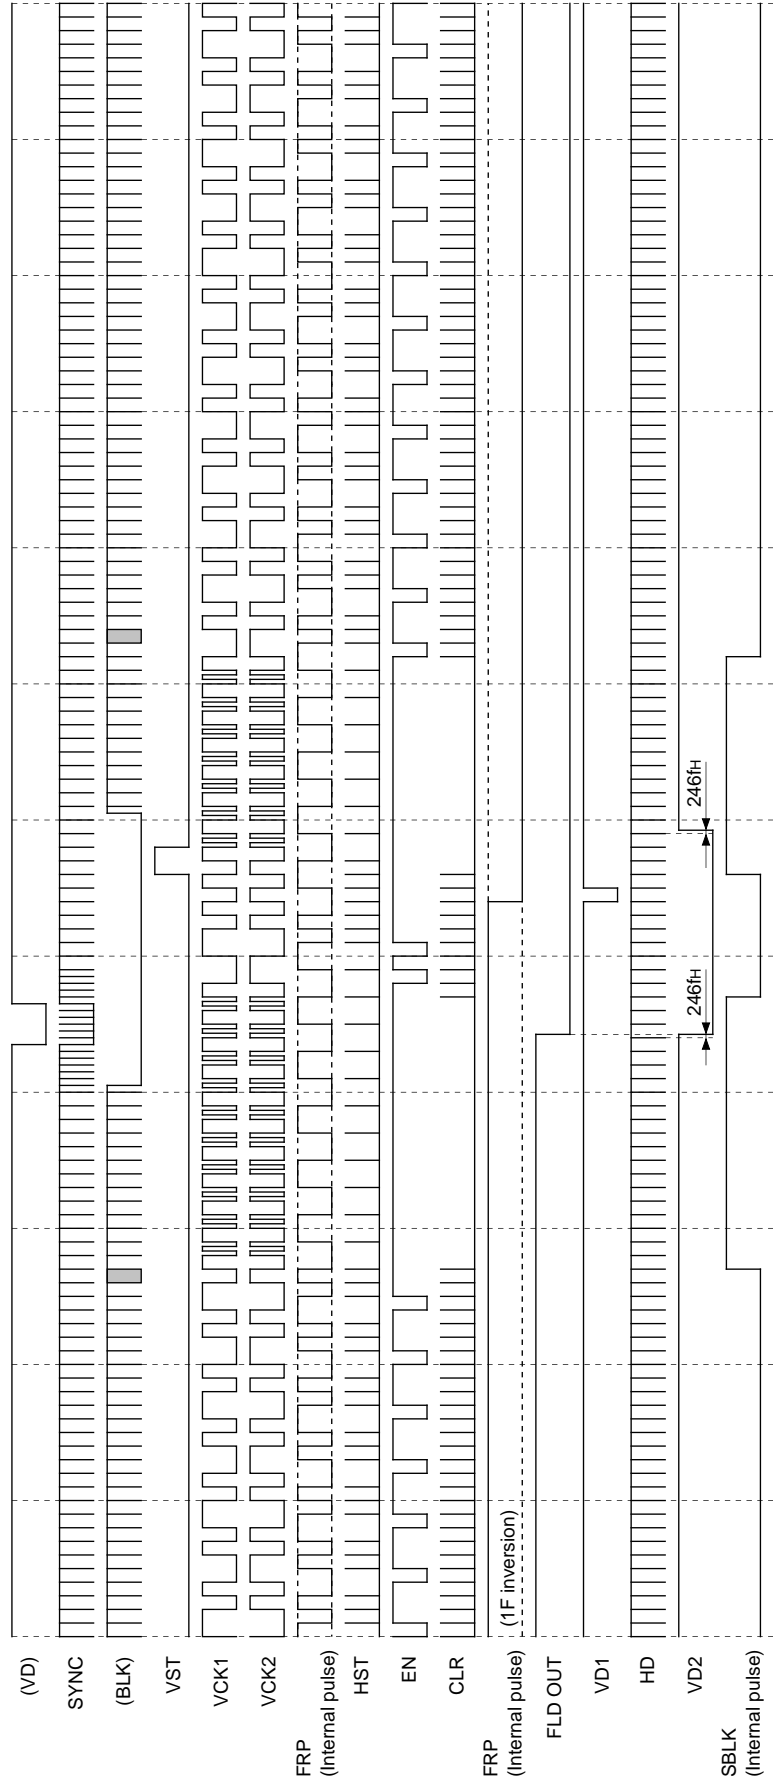 (VD)
SYNC
(BLK)
VST
VCK1
VCK2
FRP
(Internal pulse)
HST
EN
CLR
FRP
(Internal pulse)
(1F inversion)
FLD OUT
VD1
HD
VD2
246fH
246fH
SBLK
(Internal pulse)